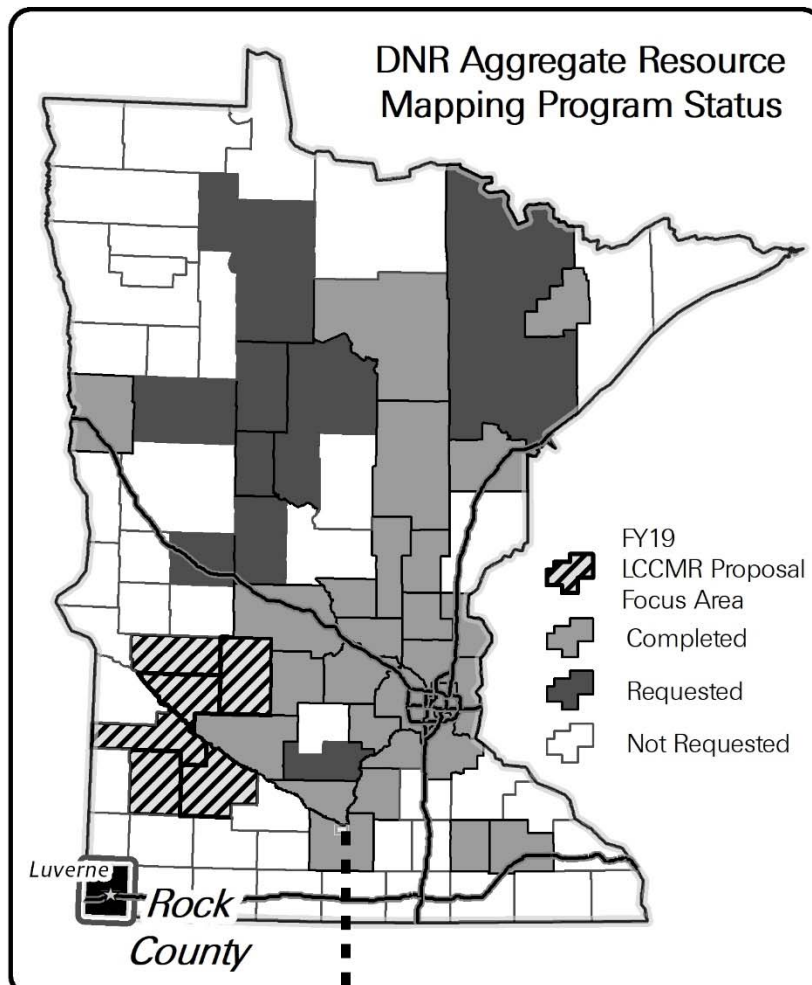 DNR Aggregate Resource
Mapping Program Status
FY19
LCCMR Proposal
Focus Area
Completed
Requested
Not Requested
Luverne
Rock
County